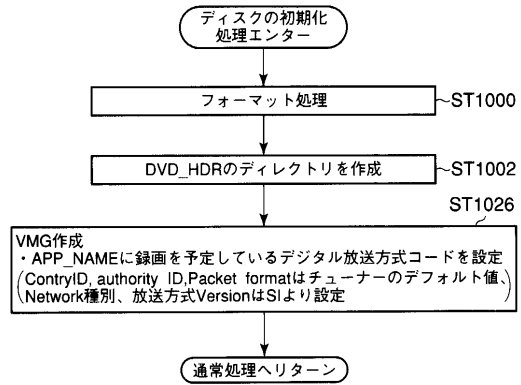 ディスクの初期化
処理エンター
フォーマット処理
ST1000
DVD_HDRのディレクトリを作成
ST1002
ST1026
VMG作成
・APP_NAMEに録画を予定しているデジタル放送方式コードを設定
(ContryID, authority ID,Packet formatはチューナーのデフォルト値、
Network種別、放送方式VersionはSIより設定)
通常処理へリターン